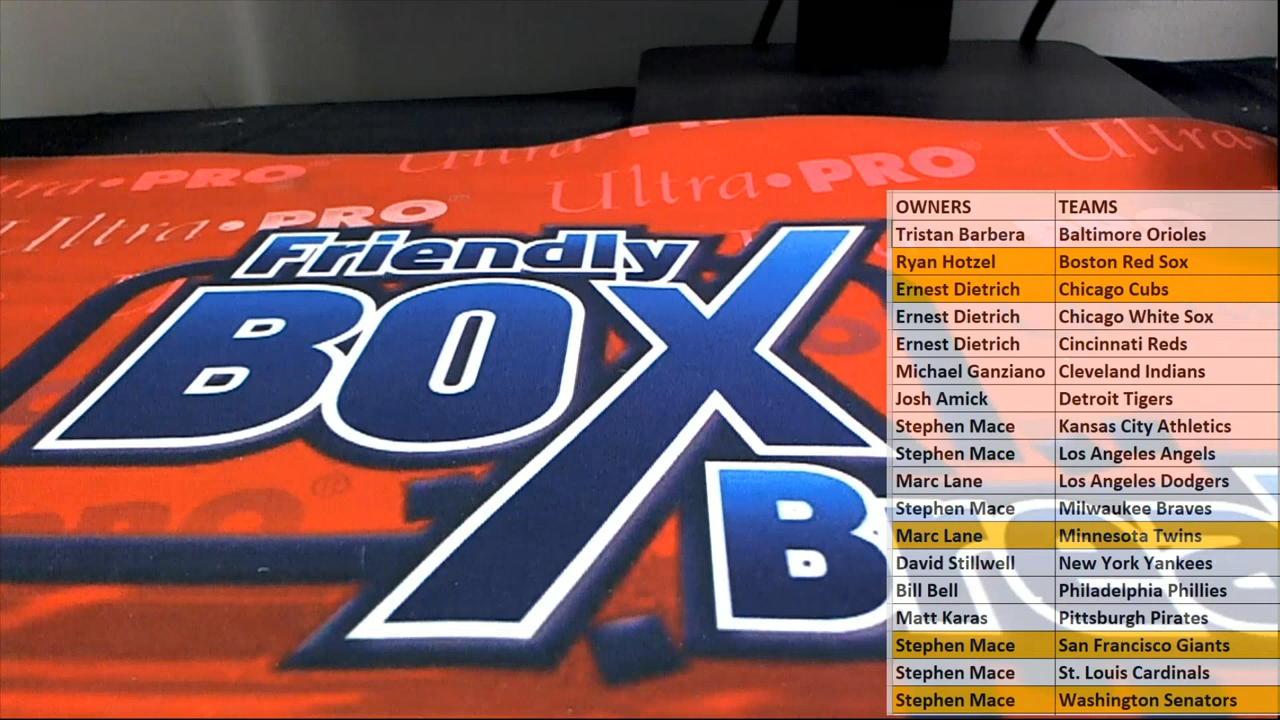 Ultra•PRO
Ultra•PRO®
Ultra
Ultra•PRO®
Friendly
BOX
B
OWNERS TEAMS
Tristan Barbera Baltimore Orioles
Ryan Hotzel Boston Red Sox
Ernest Dietrich Chicago Cubs
Ernest Dietrich Chicago White Sox
Ernest Dietrich Cincinnati Reds
Michael Ganziano Cleveland Indians
Josh Amick Detroit Tigers
Stephen Mace Kansas City Athletics
Stephen Mace Los Angeles Angels
Marc Lane Los Angeles Dodgers
Stephen Mace Milwaukee Braves
Marc Lane Minnesota Twins
David Stillwell New York Yankees
Bill Bell Philadelphia Phillies
Matt Karas Pittsburgh Pirates
Stephen Mace San Francisco Giants
Stephen Mace St. Louis Cardinals
Stephen Mace Washington Senators